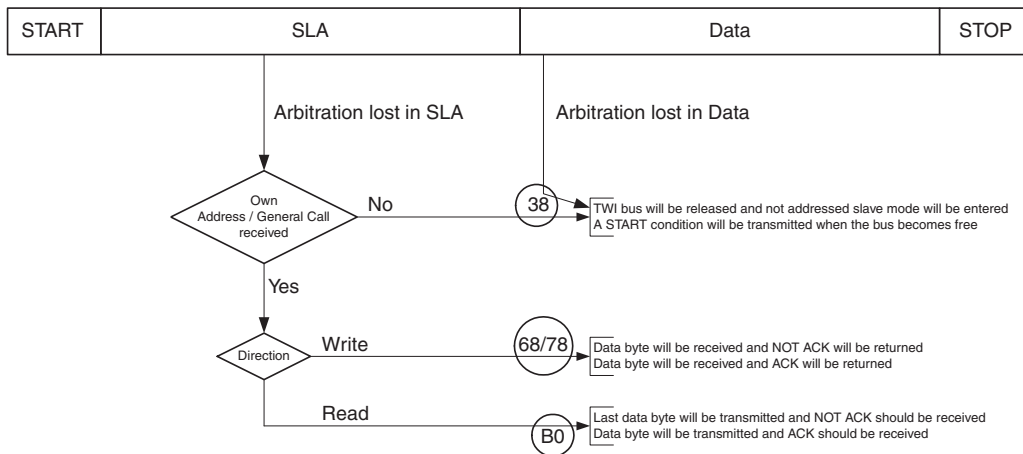 START SLA Data STOP
Arbitration lost in SLA Arbitration lost in Data
Own
Address / General Call
received
No
38
TWI bus will be released and not addressed slave mode will be entered
A START condition will be transmitted when the bus becomes free
Yes
Direction
Write
68/78
Data byte will be received and NOT ACK will be returned
Data byte will be received and ACK will be returned
Read
B0
Last data byte will be transmitted and NOT ACK should be received
Data byte will be transmitted and ACK should be received